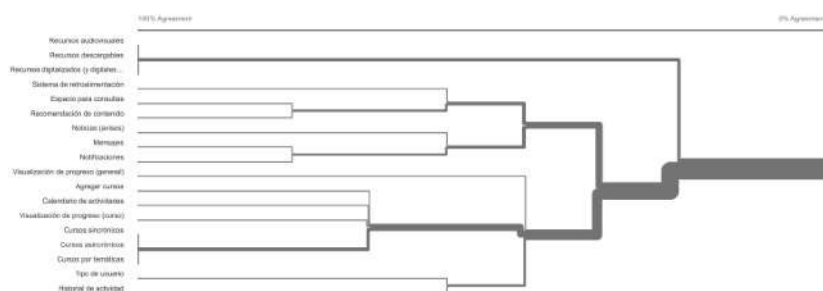 100% Agreement
0% Agreement
Recursos audiovisuales
Recursos descargables
Recursos digitalizados (y digitales...
Sistema de retroalimentación
Espacio para consultas
Recomendación de contenido
Noticias (avisos)
Mensajes
Notificaciones
Visualización de progreso (general)
Agregar cursos
Calendario de actividades
Visualización de progreso (curso)
Cursos sincrónicos
Cursos asincrónicos
Cursos por temáticas
Tipo de usuario
Historial de actividad